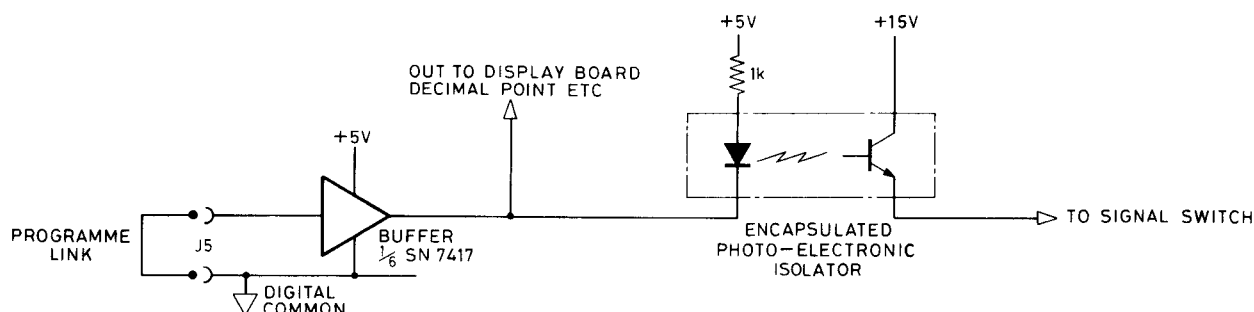 +5V
+15V
1k
OUT TO DISPLAY BOARD
DECIMAL POINT ETC
+5V
PROGRAMME
LINK
J5
BUFFER
1/6 SN 7417
DIGITAL
COMMON
ENCAPSULATED
PHOTO-ELECTRONIC
ISOLATOR
TO SIGNAL SWITCH